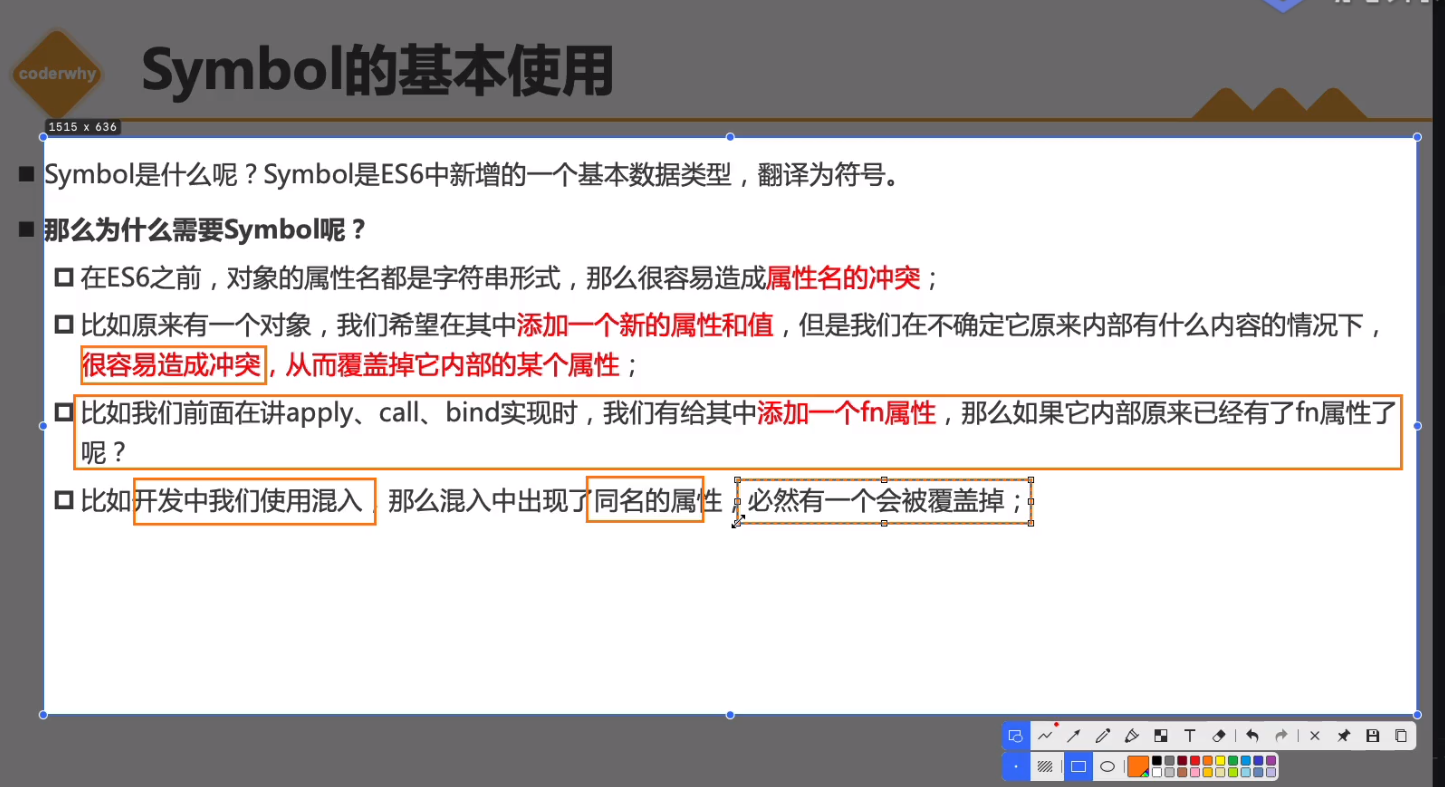 coderwhy
Symbol的基本使用
1515 x 636
Symbol是什么呢？Symbol是ES6中新增的一个基本数据类型，翻译为符号。
那么为什么需要Symbol呢？
在ES6之前，对象的属性名都是字符串形式，那么很容易造成属性名的冲突；
比如原来有一个对象，我们希望在其中添加一个新的属性和值，但是我们在不确定它原来内部有什么内容的情况下，
很容易造成冲突，从而覆盖掉它内部的某个属性；
比如我们前面在讲apply、call、bind实现时，我们有给其中添加一个fn属性，那么如果它内部原来已经有了fn属性了
呢？
比如开发中我们使用混入，那么混入中出现了同名的属性，必然有一个会被覆盖掉；